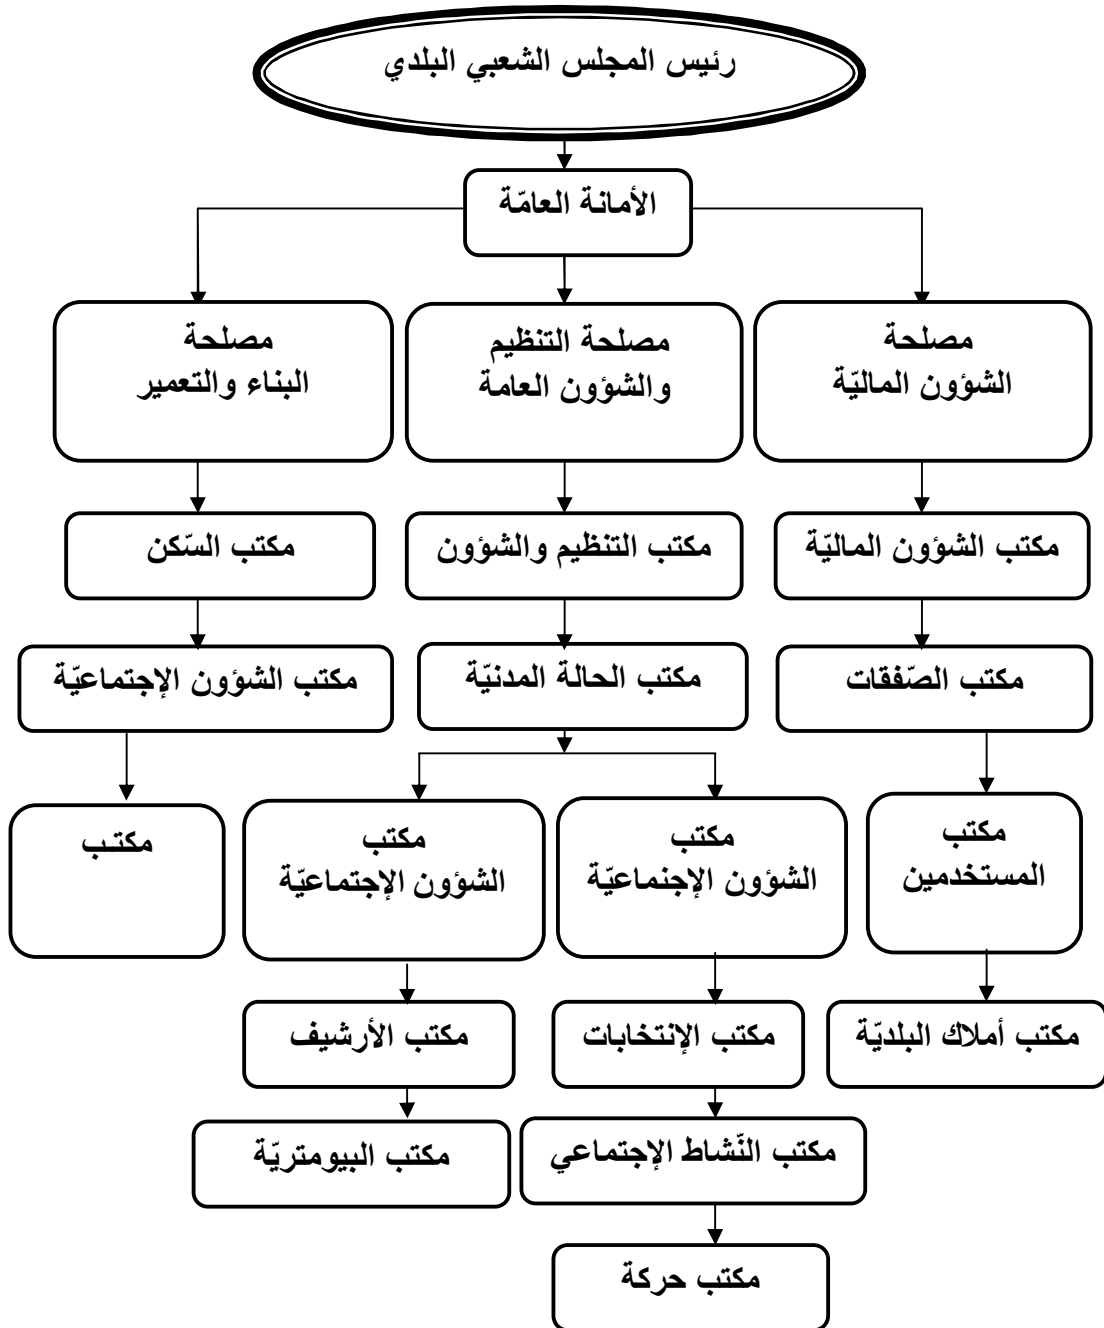 رئيس المجلس الشعبي البلدي
الأمانة العامّة
مصلحة
الشؤون الماليّة
مصلحة التنظيم
والشؤون العامة
مصلحة
البناء والتعمير
مكتب الشؤون الماليّة
مكتب التنظيم والشؤون
مكتب السّكن
مكتب الصّفقات
مكتب الحالة المدنيّة
مكتب الشؤون الإجتماعيّة
مكتب
المستخدمين
مكتب
الشؤون الإجنماعيّة
مكتب
الشؤون الإجتماعيّة
مكتب
مكتب أملاك البلديّة
مكتب الإنتخابات
مكتب الأرشيف
مكتب النّشاط الإجتماعي
مكتب البيومتريّة
مكتب حركة